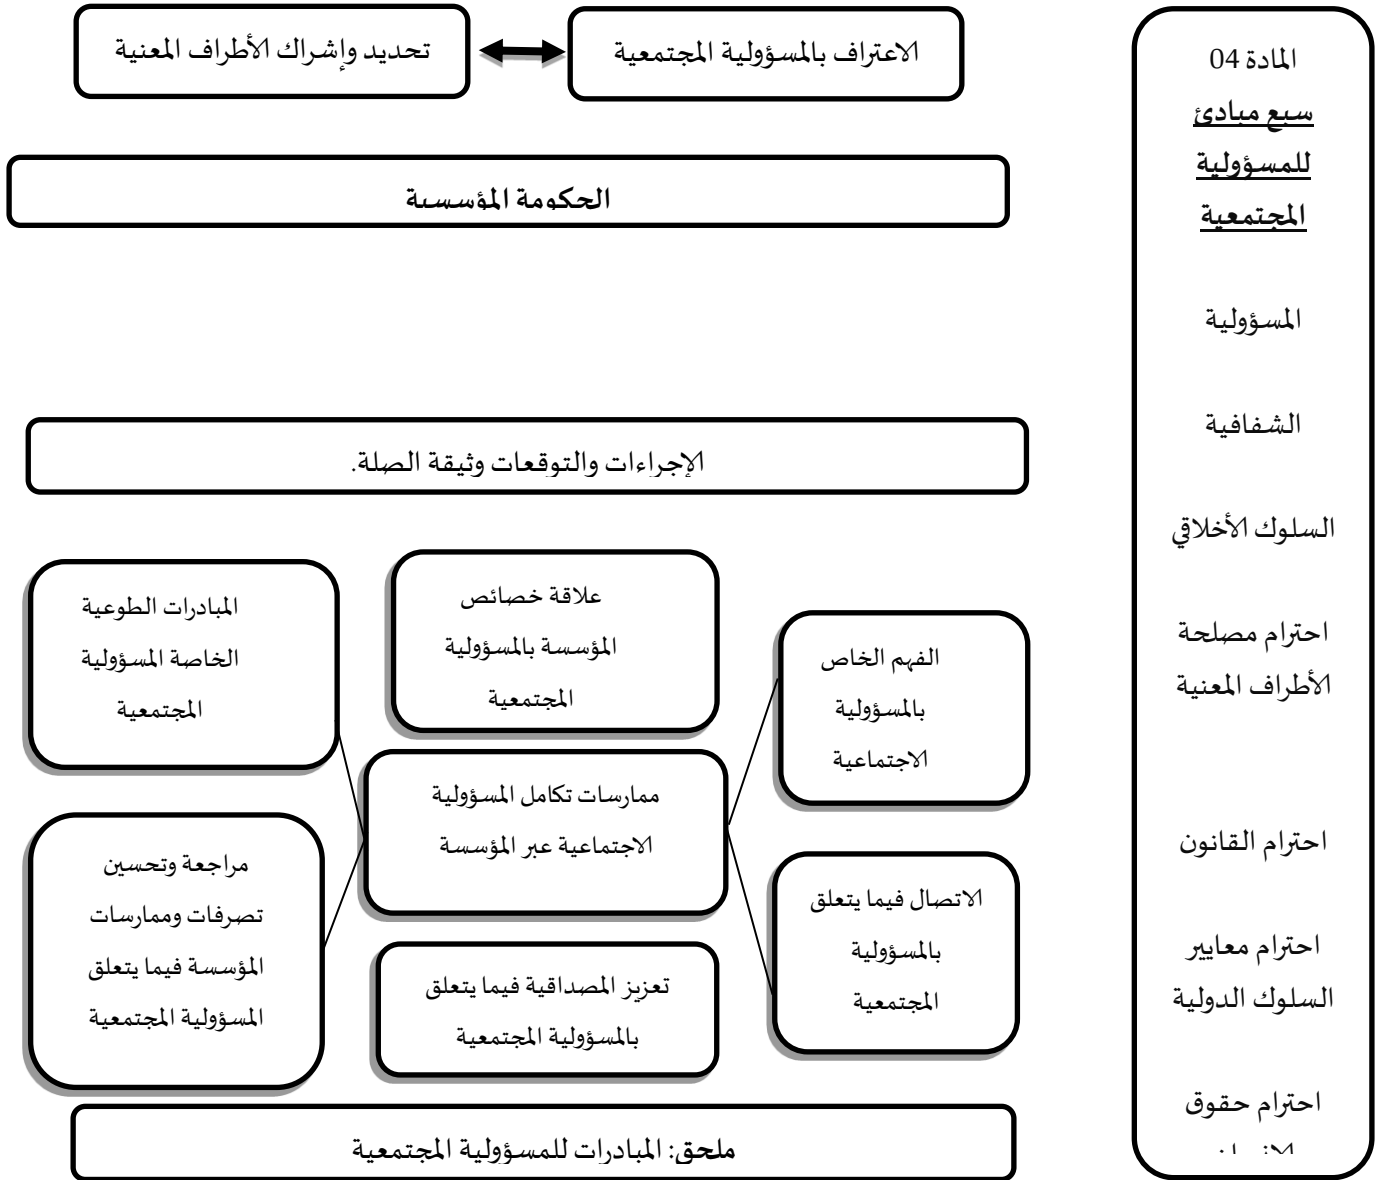 المادة 04
سبع مبادئ
للمسؤولية
المجتمعية
المسؤولية
الشفافية
السلوك الأخلاقي
احترام مصلحة
الأطراف المعنية
احترام القانون
احترام معايير
السلوك الدولية
احترام حقوق
الاعتراف بالمسؤولية المجتمعية
تحديد وإشراك الأطراف المعنية
الحكومة المؤسسية
الإجراءات والتوقعات وثيقة الصلة.
الفهم الخاص
بالمسؤولية
الاجتماعية
علاقة خصائص
المؤسسة بالمسؤولية
المجتمعية
المبادرات الطوعية
الخاصة المسؤولية
المجتمعية
ممارسات تكامل المسؤولية
الاجتماعية عبر المؤسسة
الاتصال فيما يتعلق
بالمسؤولية
المجتمعية
تعزيز المصداقية فيما يتعلق
بالمسؤولية المجتمعية
مراجعة وتحسين
تصرفات وممارسات
المؤسسة فيما يتعلق
المسؤولية المجتمعية
ملحق: المبادرات للمسؤولية المجتمعية